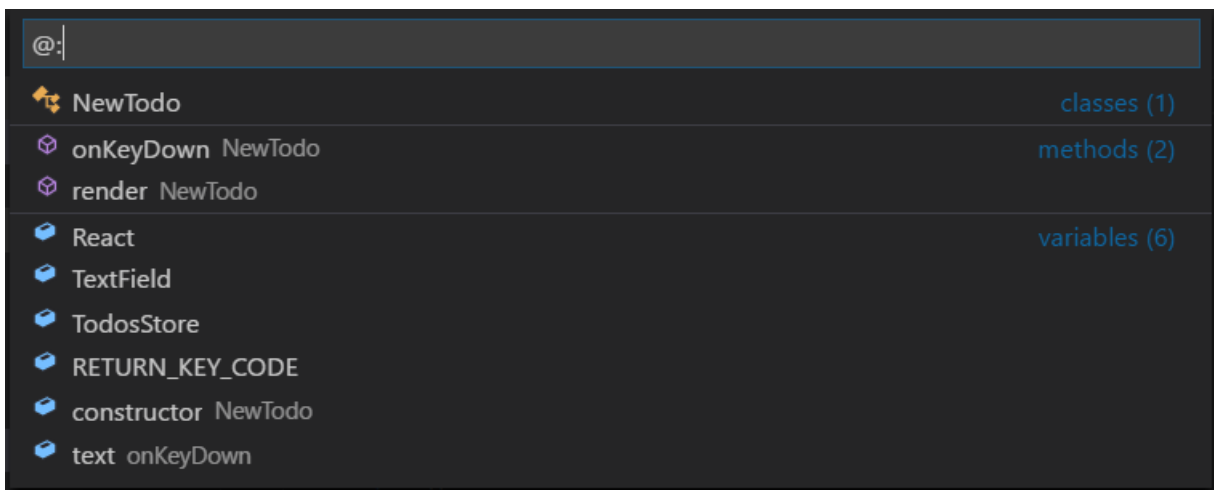 @:
NewTodo classes (1)
onKeyDown NewTodo methods (2)
render NewTodo
React variables (6)
TextField
TodosStore
RETURN_KEY_CODE
constructor NewTodo
text onKeyDown